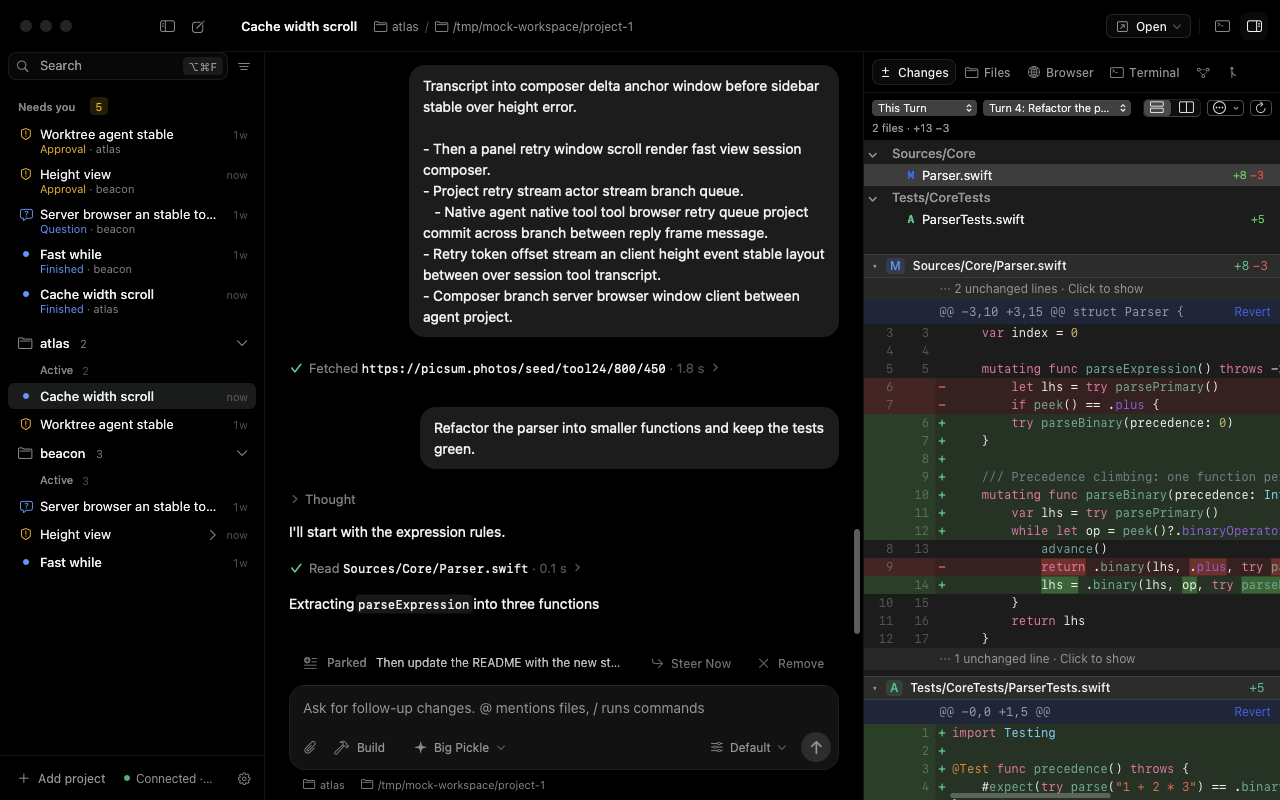 Cache width scroll
atlas / /tmp/mock-workspace/project-1
Open
Search ⌥⌘F
Needs you 5
Worktree agent stable 1w
Approval · atlas
Height view now
Approval · beacon
Server browser an stable to... 1w
Question · beacon
Fast while 1w
Finished · beacon
Cache width scroll now
Finished · atlas
atlas 2
Active 2
Cache width scroll now
Worktree agent stable 1w
beacon 3
Active 3
Server browser an stable to... 1w
Height view now
Fast while 1w
Add project
Connected ·...
Transcript into composer delta anchor window before sidebar
stable over height error.
- Then a panel retry window scroll render fast view session
composer.
- Project retry stream actor stream branch queue.
- Native agent native tool tool browser retry queue project
commit across branch between reply frame message.
- Retry token offset stream an client height event stable layout
between over session tool transcript.
- Composer branch server browser window client between
agent project.
Fetched https://picsum.photos/seed/tool24/800/450 · 1.8 s
Refactor the parser into smaller functions and keep the tests
green.
Thought
I'll start with the expression rules.
Read Sources/Core/Parser.swift · 0.1 s
Extracting parseExpression into three functions
Parked Then update the README with the new st... Steer Now Remove
Ask for follow-up changes. @ mentions files, / runs commands
Build Big Pickle Default
atlas /tmp/mock-workspace/project-1
Changes Files Browser Terminal
This Turn Turn 4: Refactor the p...
2 files · +13 −3
Sources/Core
M Parser.swift +8 −3
Tests/CoreTests
A ParserTests.swift +5
M Sources/Core/Parser.swift +8 −3
··· 2 unchanged lines · Click to show
@@ -3,10 +3,15 @@ struct Parser { Revert
3 3 var index = 0
4 4
5 5 mutating func parseExpression() throws -
6 - let lhs = try parsePrimary()
7 - if peek() == .plus {
6 + try parseBinary(precedence: 0)
7 + }
8 +
9 + /// Precedence climbing: one function pe
10 + mutating func parseBinary(precedence: In
11 + var lhs = try parsePrimary()
12 + while let op = peek()?.binaryOperato
8 13 advance()
9 - return .binary(lhs, .plus, try pa
14 + lhs = .binary(lhs, op, try parseB
10 15 }
11 16 return lhs
12 17 }
··· 1 unchanged line · Click to show
A Tests/CoreTests/ParserTests.swift +5
@@ -0,0 +1,5 @@ Revert
1 + import Testing
2 +
3 + @Test func precedence() throws {
4 + #expect(try parse("1 + 2 * 3") == .binar